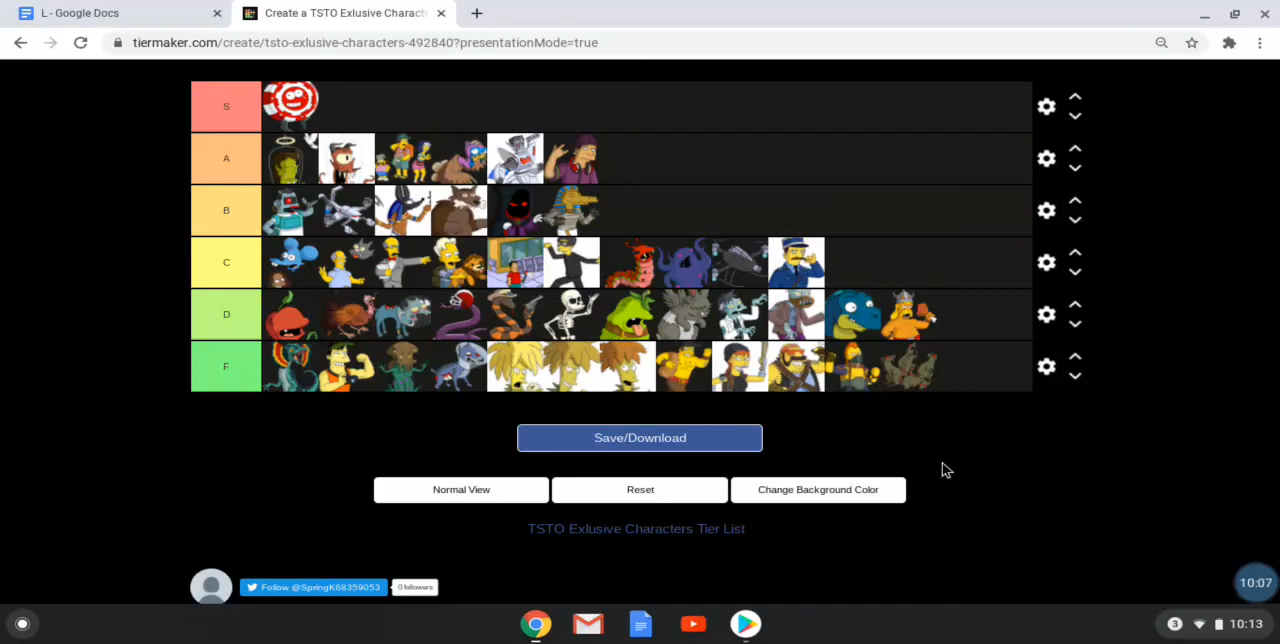 L - Google Docs
Create a TSTO Exlusive Charact
tiermaker.com/create/tsto-exlusive-characters-492840?presentationMode=true
S
A
B
C
D
F
Save/Download
Normal View
Reset
Change Background Color
TSTO Exlusive Characters Tier List
Follow @SpringK68359053
0 followers
10:07
3
10:13